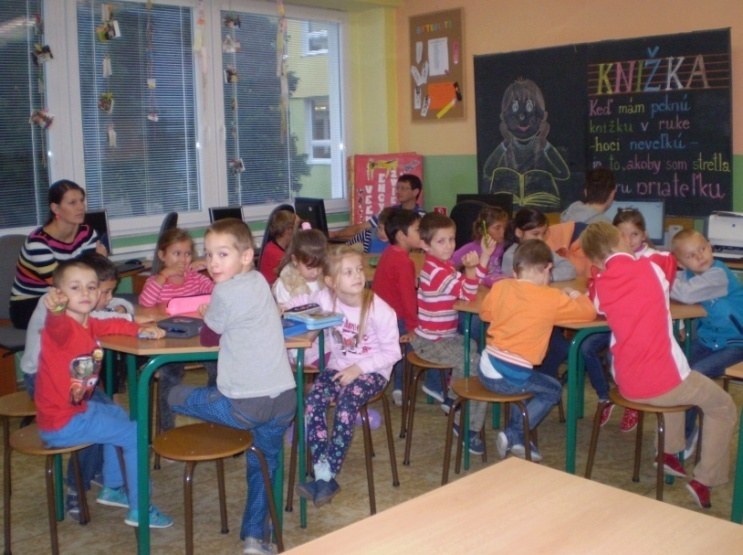 KNIŽKA
Keď mám peknú
knižku v ruke
-hoci neveľkú-
je to, akoby som stretla
PRIATEĽKU